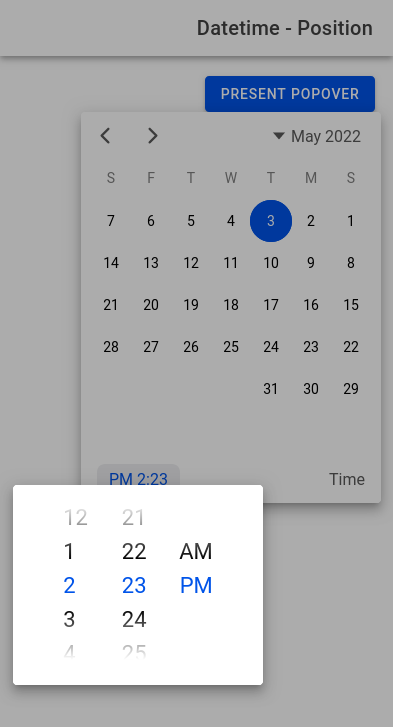 Datetime - Position
PRESENT POPOVER
May 2022
S F T W T M S
7 6 5 4 3 2 1
14 13 12 11 10 9 8
21 20 19 18 17 16 15
28 27 26 25 24 23 22
31 30 29
PM 2:23 Time
12 21
1 22 AM
2 23 PM
3 24
4 25